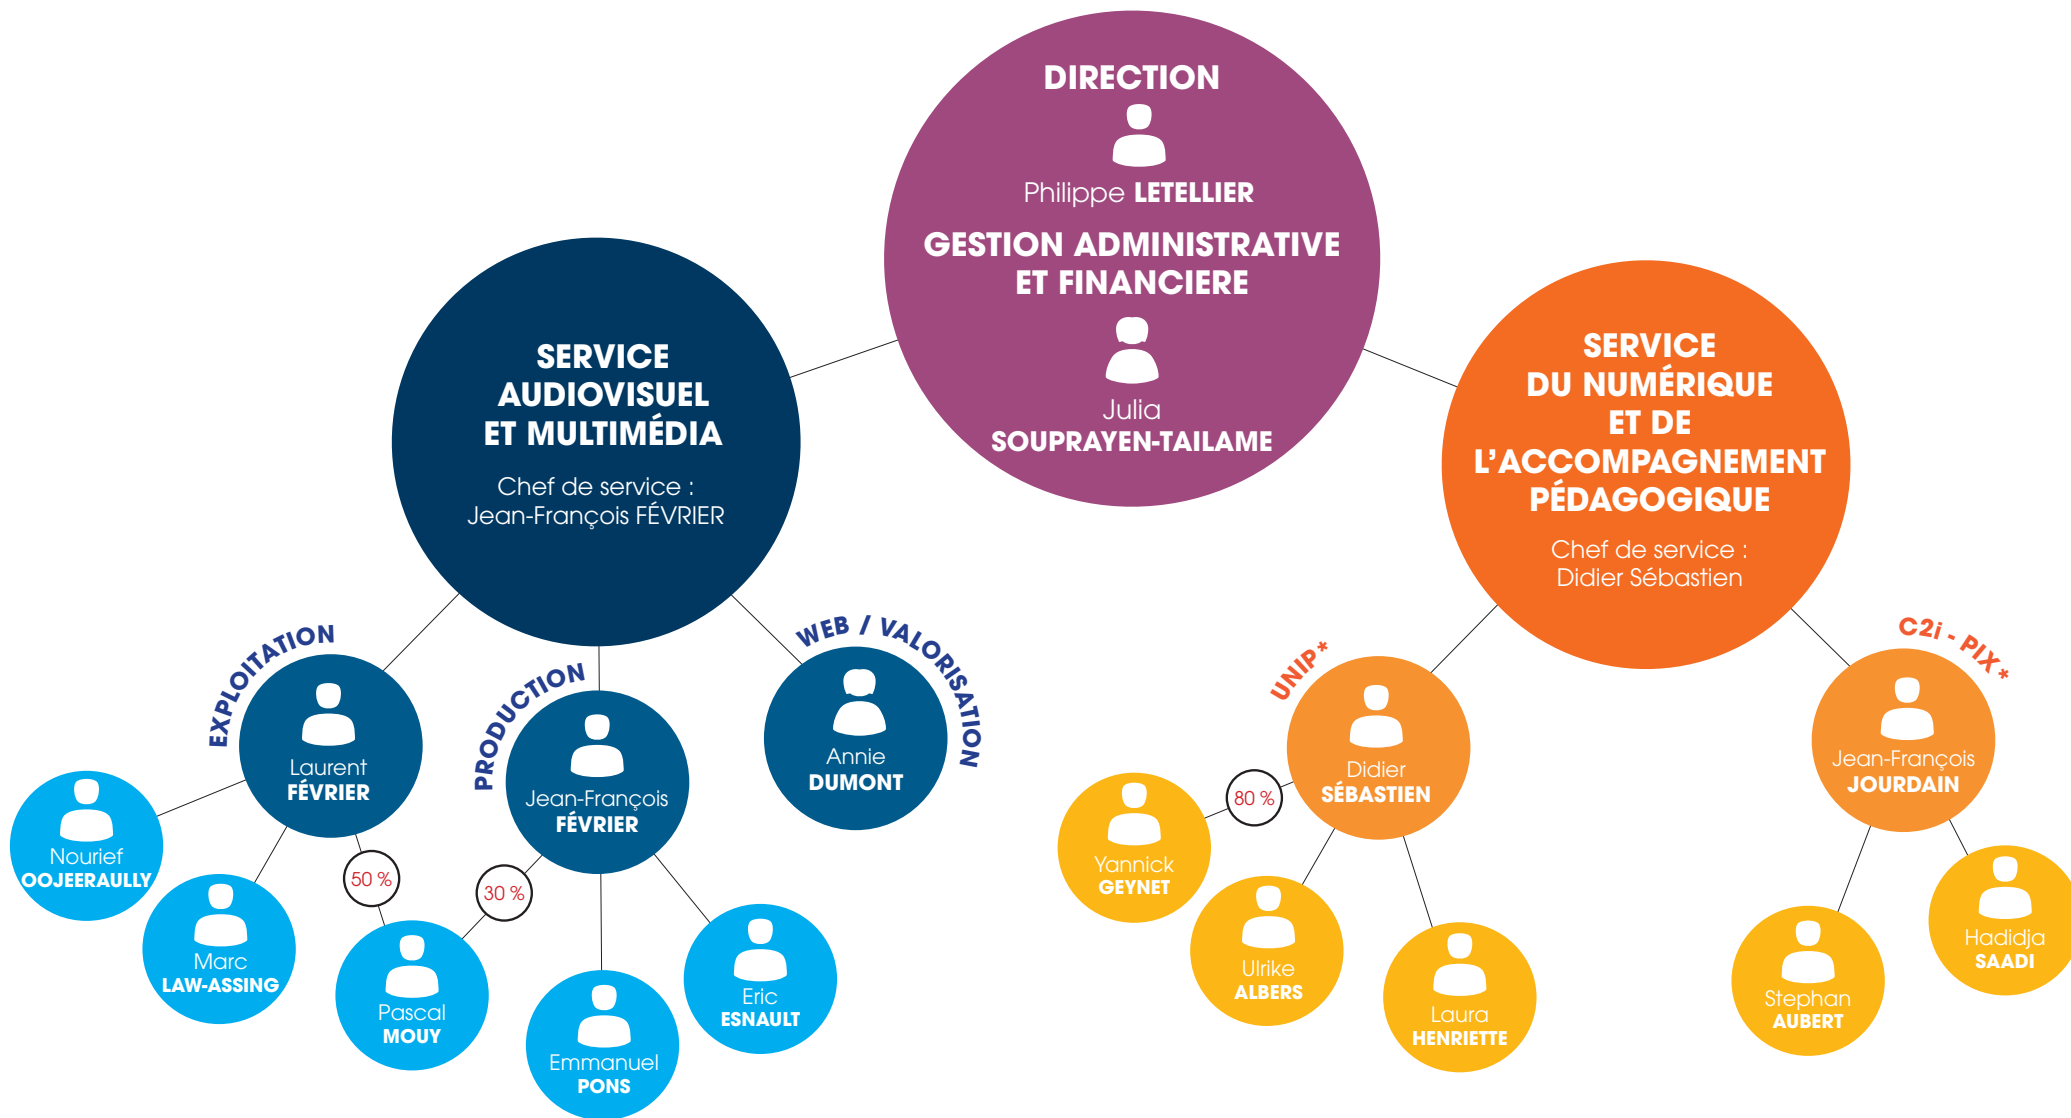 DIRECTION
Philippe LETELLIER
GESTION ADMINISTRATIVE
ET FINANCIERE
Julia
SOUPRAYEN-TAILAME
SERVICE
AUDIOVISUEL
ET MULTIMÉDIA
Chef de service :
Jean-François FÉVRIER
SERVICE
DU NUMÉRIQUE
ET DE
L’ACCOMPAGNEMENT
PÉDAGOGIQUE
Chef de service :
Didier Sébastien
EXPLOITATION
Laurent
FÉVRIER
PRODUCTION
Jean-François
FÉVRIER
WEB / VALORISATION
Annie
DUMONT
Nourief
OOJEERAULLY
Marc
LAW-ASSING
50 %
30 %
Pascal
MOUY
Emmanuel
PONS
Eric
ESNAULT
UNIP*
Didier
SÉBASTIEN
C2i - PIX*
Jean-François
JOURDAIN
80 %
Yannick
GEYNET
Ulrike
ALBERS
Laura
HENRIETTE
Stephan
AUBERT
Hadidja
SAADI